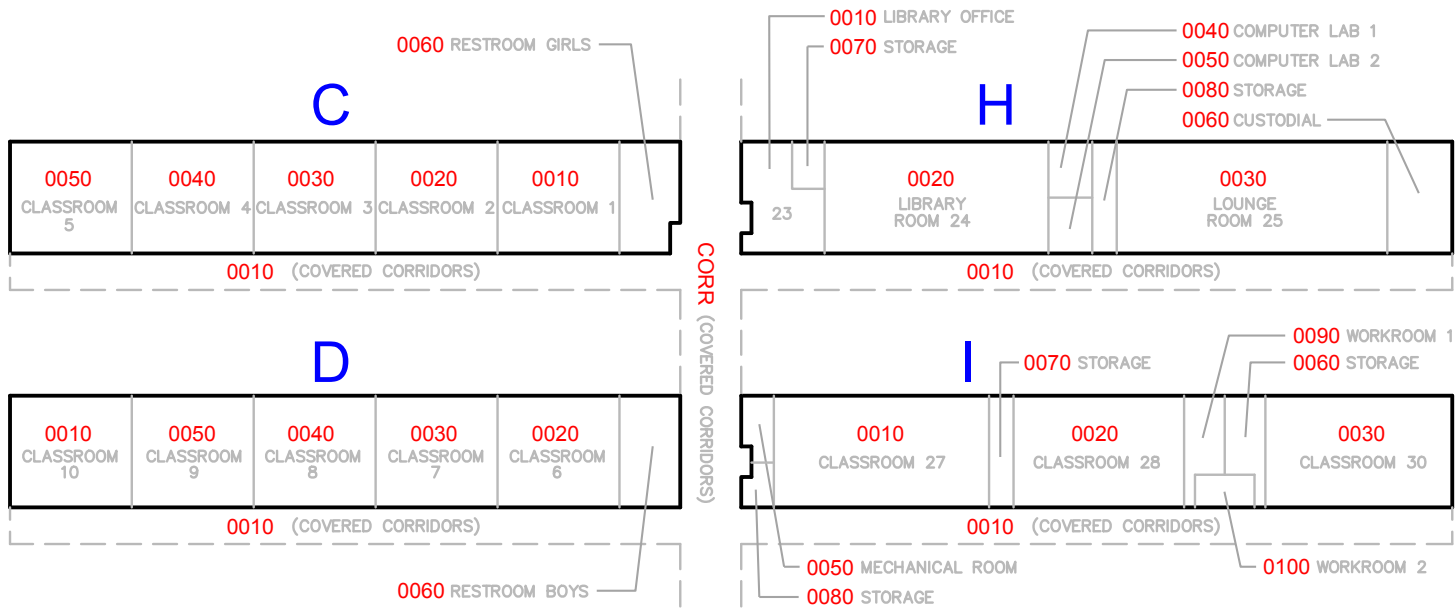 0010 LIBRARY OFFICE
0060 RESTROOM GIRLS
0070 STORAGE
0040 COMPUTER LAB 1
0050 COMPUTER LAB 2
0080 STORAGE
0060 CUSTODIAL
C
H
0050
CLASSROOM
5
0040
CLASSROOM 4
0030
CLASSROOM 3
0020
CLASSROOM 2
0010
CLASSROOM 1
23
0020
LIBRARY
ROOM 24
0030
LOUNGE
ROOM 25
0010 (COVERED CORRIDORS)
0010 (COVERED CORRIDORS)
CORR (COVERED CORRIDORS)
D
I
0070 STORAGE
0090 WORKROOM 1
0060 STORAGE
0010
CLASSROOM
10
0050
CLASSROOM
9
0040
CLASSROOM
8
0030
CLASSROOM
7
0020
CLASSROOM
6
0010
CLASSROOM 27
0020
CLASSROOM 28
0030
CLASSROOM 30
0010 (COVERED CORRIDORS)
0010 (COVERED CORRIDORS)
0060 RESTROOM BOYS
0050 MECHANICAL ROOM
0080 STORAGE
0100 WORKROOM 2